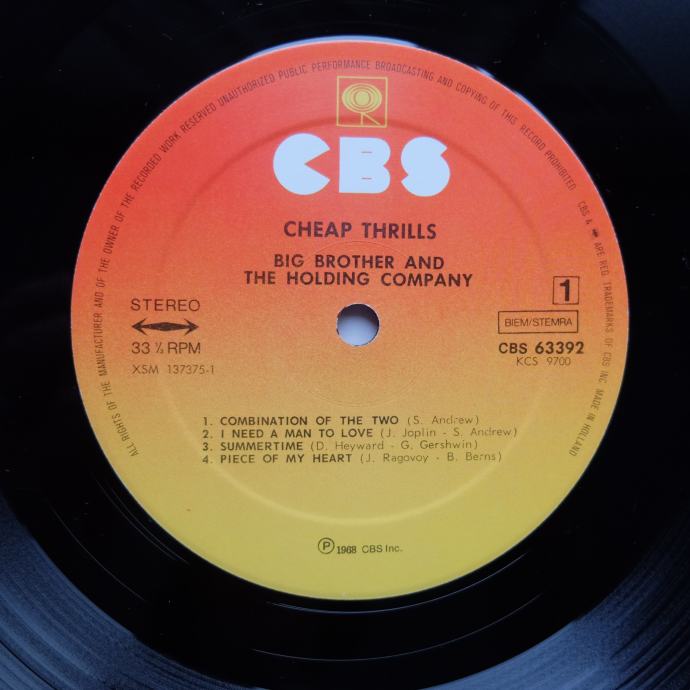 ALL RIGHTS OF THE MANUFACTURER AND OF THE OWNER OF THE RECORDED WORK RESERVED UNAUTHORIZED PUBLIC PERFORMANCE BROADCASTING AND COPYING OF THIS RECORD PROHIBITED CBS & ARE REG. TRADEMARKS OF CBS INC. MADE IN HOLLAND
CBS
CHEAP THRILLS
BIG BROTHER AND
THE HOLDING COMPANY
STEREO
33 ⅓ RPM
XSM 137375-1
1
BIEM/STEMRA
CBS 63392
KCS 9700
1. COMBINATION OF THE TWO (S. Andrew)
2. I NEED A MAN TO LOVE (J. Joplin - S. Andrew)
3. SUMMERTIME (D. Heyward - G. Gershwin)
4. PIECE OF MY HEART (J. Ragovoy - B. Berns)
Ⓟ 1968 CBS Inc.